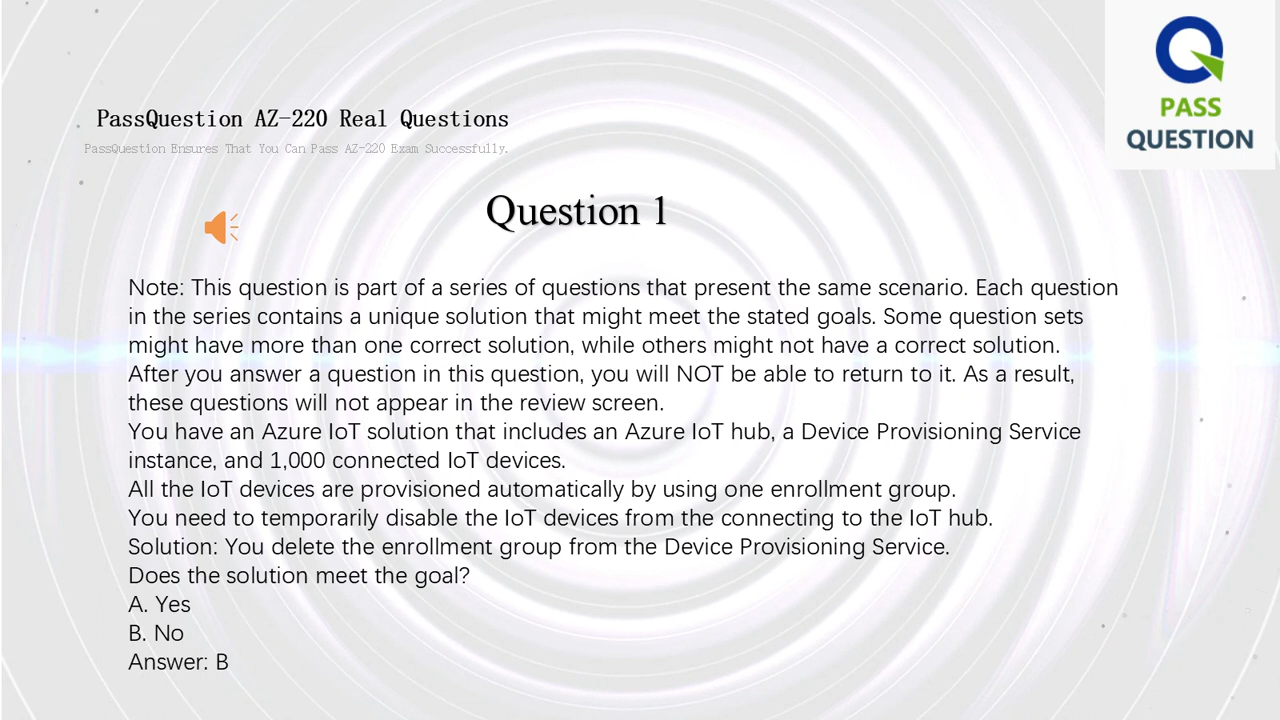 PASS
QUESTION
PassQuestion AZ-220 Real Questions
PassQuestion Ensures That You Can Pass AZ-220 Exam Successfully.
Question 1
Note: This question is part of a series of questions that present the same scenario. Each question
in the series contains a unique solution that might meet the stated goals. Some question sets
might have more than one correct solution, while others might not have a correct solution.
After you answer a question in this question, you will NOT be able to return to it. As a result,
these questions will not appear in the review screen.
You have an Azure IoT solution that includes an Azure IoT hub, a Device Provisioning Service
instance, and 1,000 connected IoT devices.
All the IoT devices are provisioned automatically by using one enrollment group.
You need to temporarily disable the IoT devices from the connecting to the IoT hub.
Solution: You delete the enrollment group from the Device Provisioning Service.
Does the solution meet the goal?
A. Yes
B. No
Answer: B